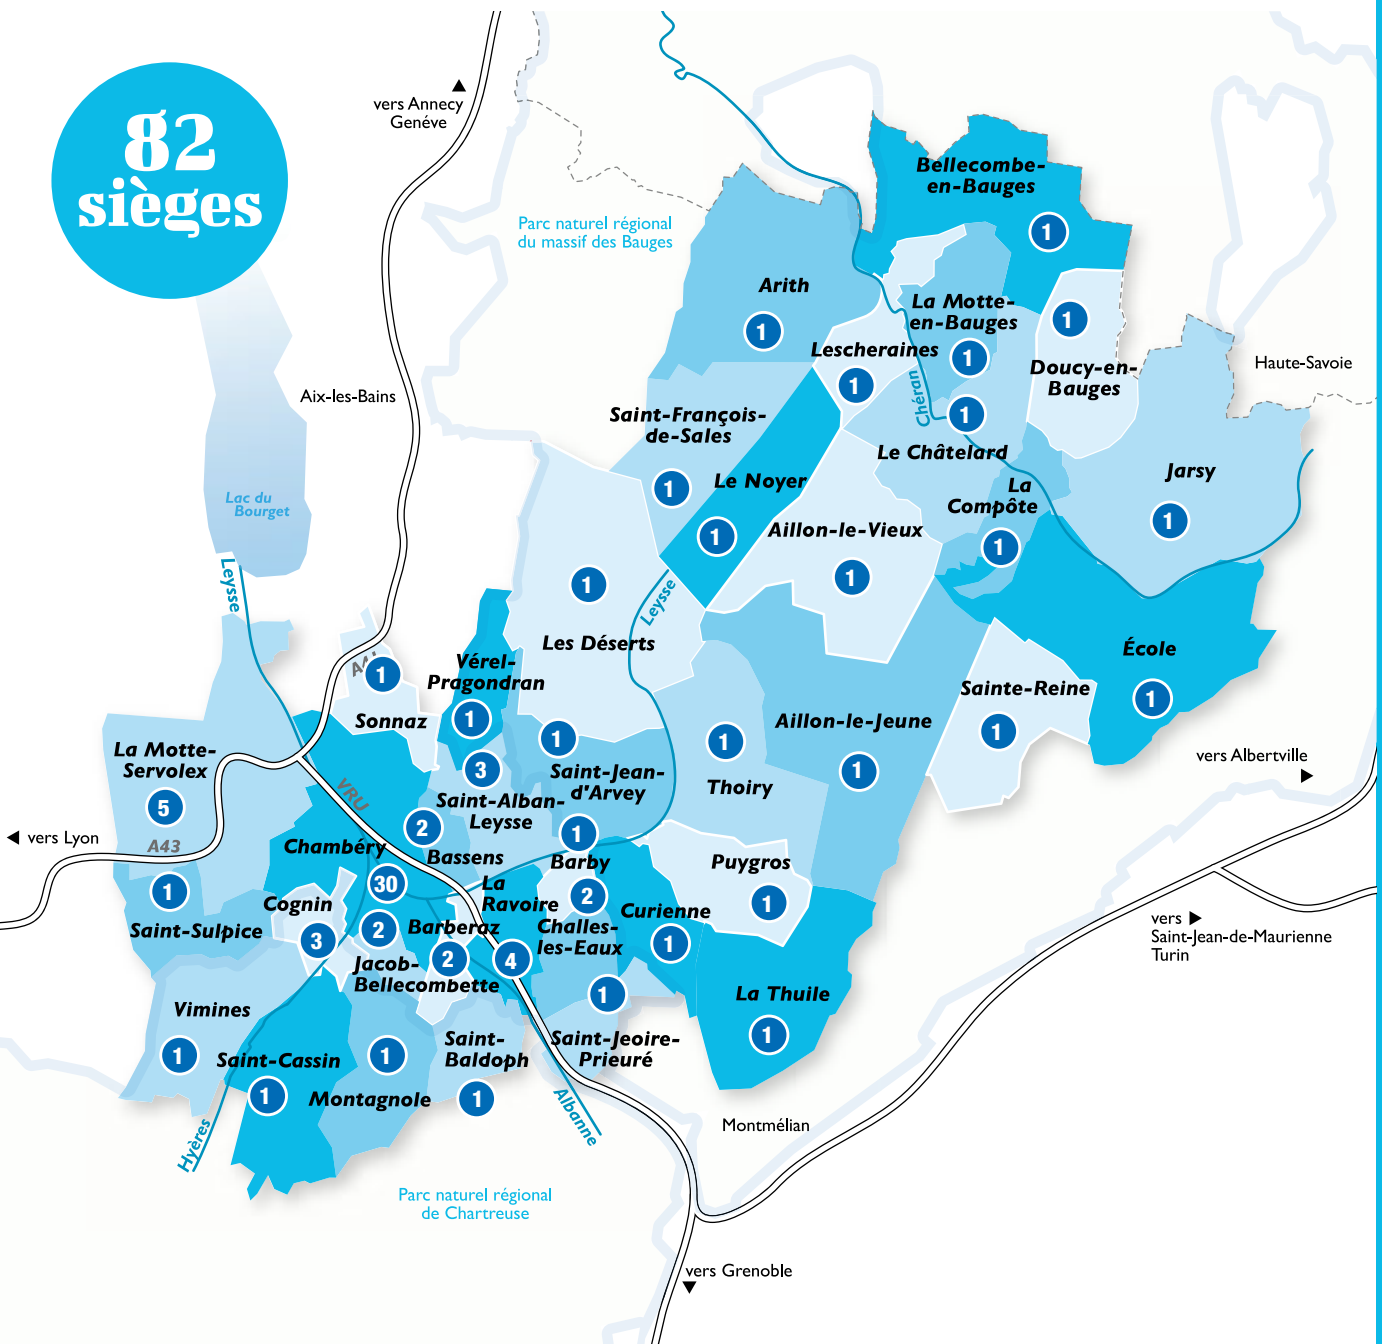 82
sièges
vers Annecy
Genéve
Parc naturel régional
du massif des Bauges
Bellecombe-
en-Bauges
1
Arith
1
La Motte-
en-Bauges
1
1
Doucy-en-
Bauges
Lescheraines
1
Chéran
1
Le Châtelard
Haute-Savoie
Aix-les-Bains
Saint-François-
de-Sales
1
Le Noyer
1
Jarsy
1
La
Compôte
1
Aillon-le-Vieux
1
Lac du
Bourget
Leysse
1
Les Déserts
Leysse
École
1
Sainte-Reine
1
Vérel-
Pragondran
1
1
Sonnaz
Aillon-le-Jeune
1
1
Thoiry
1
Saint-Jean-
d'Arvey
3
Saint-Alban-
Leysse
La Motte-
Servolex
5
VRU
vers Albertville
vers Lyon
A43
2
Bassens
1
Barby
2
Chambéry
30
Puygros
1
1
Saint-Sulpice
Cognin
3
La
Ravoire
4
2
Jacob-
Bellecombette
Barberaz
2
Challes-
les-Eaux
1
Curienne
1
vers
Saint-Jean-de-Maurienne
Turin
La Thuile
1
Vimines
1
Saint-Cassin
1
1
Montagnole
Saint-
Baldoph
1
Saint-Jeoire-
Prieuré
Albanne
Hyères
Montmélian
Parc naturel régional
de Chartreuse
vers Grenoble